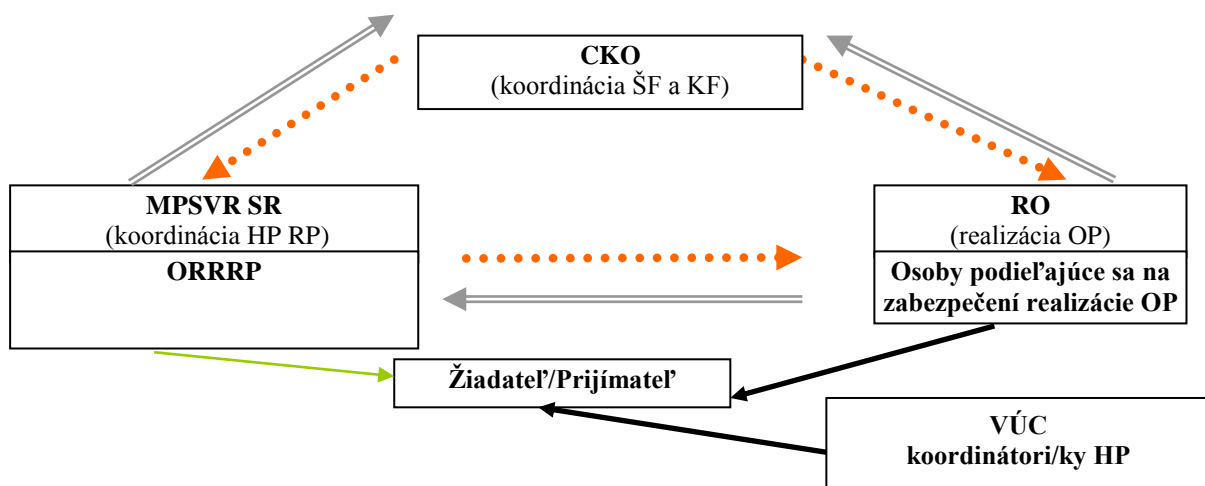 CKO
(koordinácia ŠF a KF)
MPSVR SR
(koordinácia HP RP)
ORRRP
RO
(realizácia OP)
Osoby podieľajúce sa na
zabezpečení realizácie OP
Žiadateľ/Prijímateľ
VÚC
koordinátori/ky HP